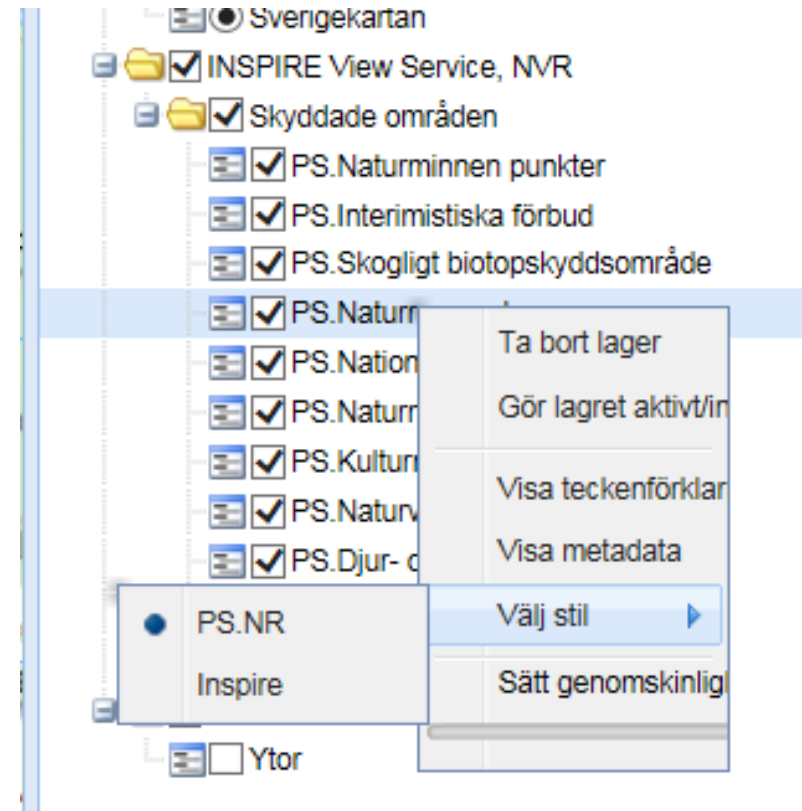 Sverigekartan
INSPIRE View Service, NVR
Skyddade områden
PS.Naturminnen punkter
PS.Interimistiska förbud
PS.Skogligt biotopskyddsområde
PS.Natur
PS.Nation
PS.Natur
PS.Kultur
PS.Naturv
PS.Djur-
Ytor
Ta bort lager
Gör lagret aktivt/in
Visa teckenförklar
Visa metadata
Välj stil
Sätt genomskinlig
PS.NR
Inspire